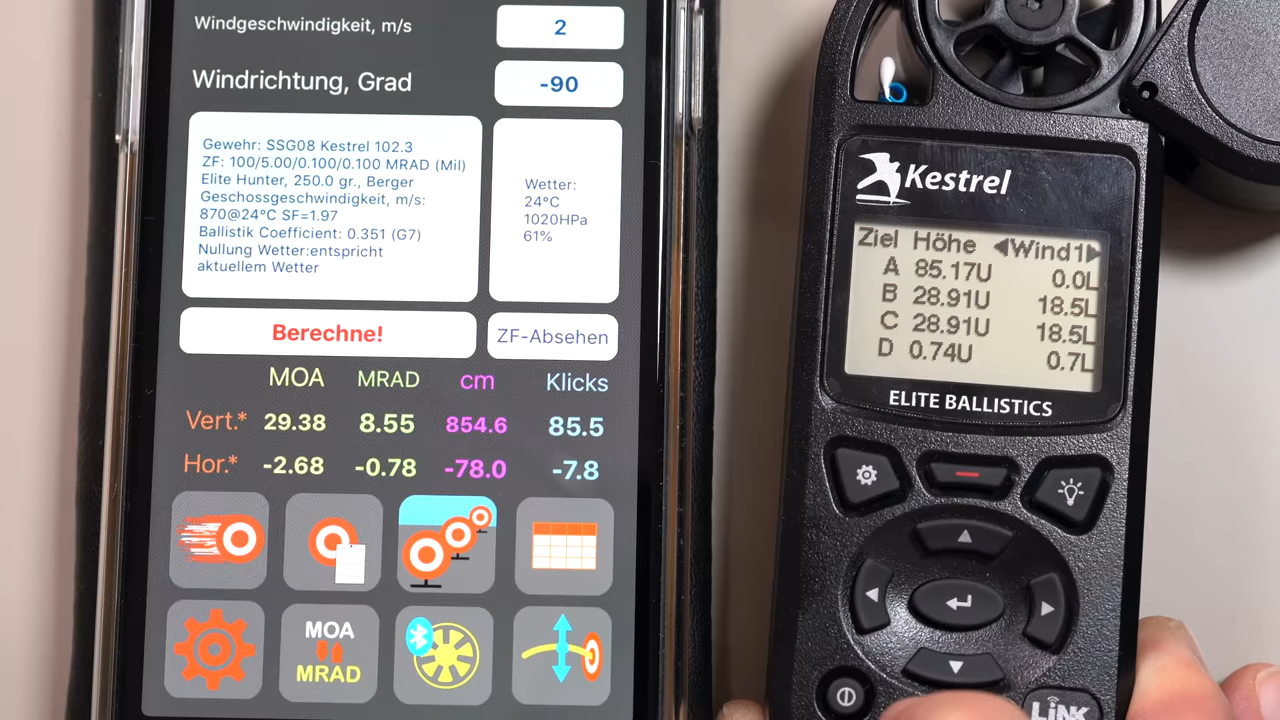 Windgeschwindigkeit, m/s
2
Windrichtung, Grad
-90
Gewehr: SSG08 Kestrel 102.3
ZF: 100/5.00/0.100/0.100 MRAD (Mil)
Elite Hunter, 250.0 gr., Berger
Geschossgeschwindigkeit, m/s:
870@24°C SF=1.97
Ballistik Coefficient: 0.351 (G7)
Nullung Wetter:entspricht
aktuellem Wetter
Wetter:
24°C
1020HPa
61%
Berechne!
ZF-Absehen
MOA MRAD cm Klicks
Vert.* 29.38 8.55 854.6 85.5
Hor.* -2.68 -0.78 -78.0 -7.8
MOA
MRAD
Kestrel
Ziel Höhe Wind1
A 85.17U 0.0L
B 28.91U 18.5L
C 28.91U 18.5L
D 0.74U 0.7L
ELITE BALLISTICS
LiNK